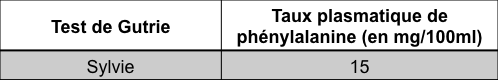 Test de Gutrie
Taux plasmatique de
phénylalanine (en mg/100ml)
Sylvie
15